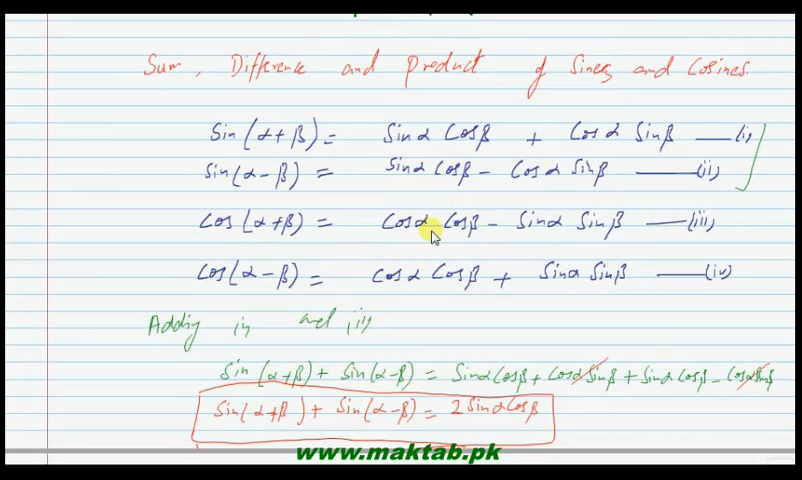 Sum, Difference and Product of Sines and Cosines.
Sin(α+β) = Sinα Cosβ + Cosα Sinβ —(i)
Sin(α-β) = Sinα Cosβ - Cosα Sinβ —(ii)
Cos(α+β) = Cosα Cosβ - Sinα Sinβ —(iii)
Cos(α-β) = Cosα Cosβ + Sinα Sinβ —(iv)
Adding (i) and (ii)
Sin(α+β) + Sin(α-β) = Sinα Cosβ + Cosα Sinβ + Sinα Cosβ - Cosα Sinβ
Sin(α+β) + Sin(α-β) = 2 Sinα Cosβ
www.maktab.pk